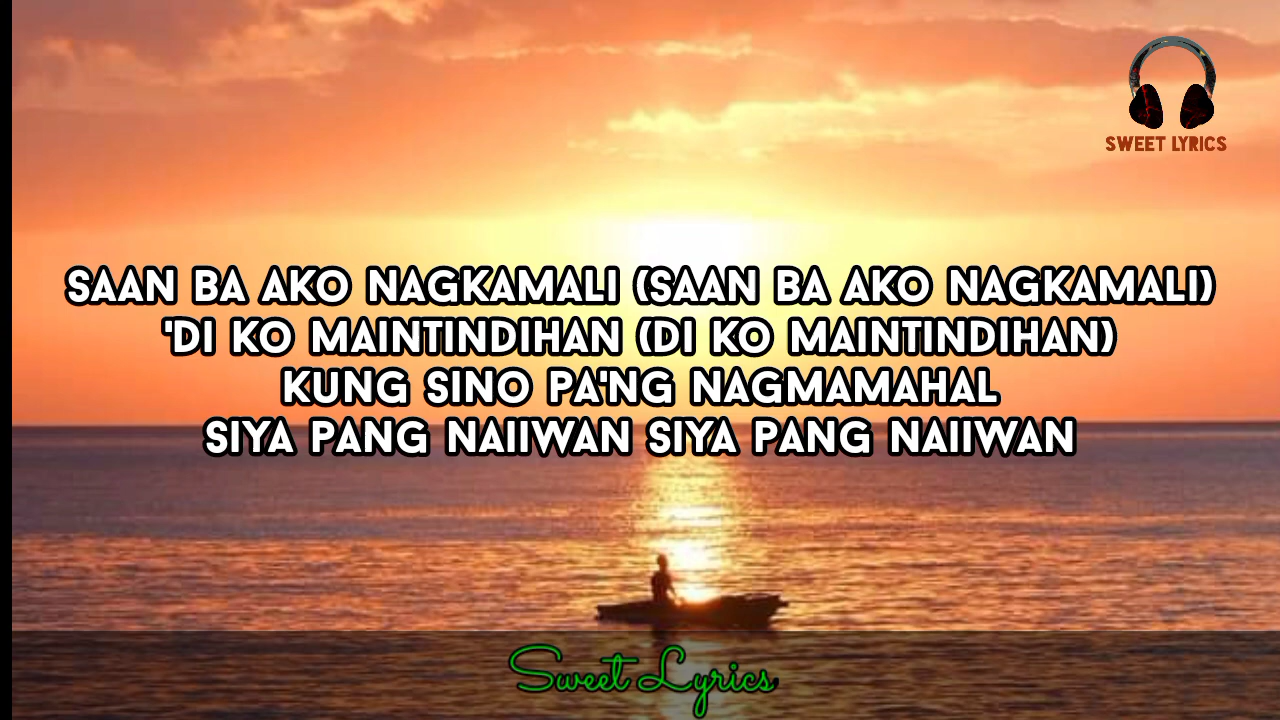 SWEET LYRICS
SAAN BA AKO NAGKAMALI (SAAN BA AKO NAGKAMALI)
'DI KO MAINTINDIHAN (DI KO MAINTINDIHAN)
KUNG SINO PA'NG NAGMAMAHAL
SIYA PANG NAIIWAN SIYA PANG NAIIWAN
Sweet Lyrics